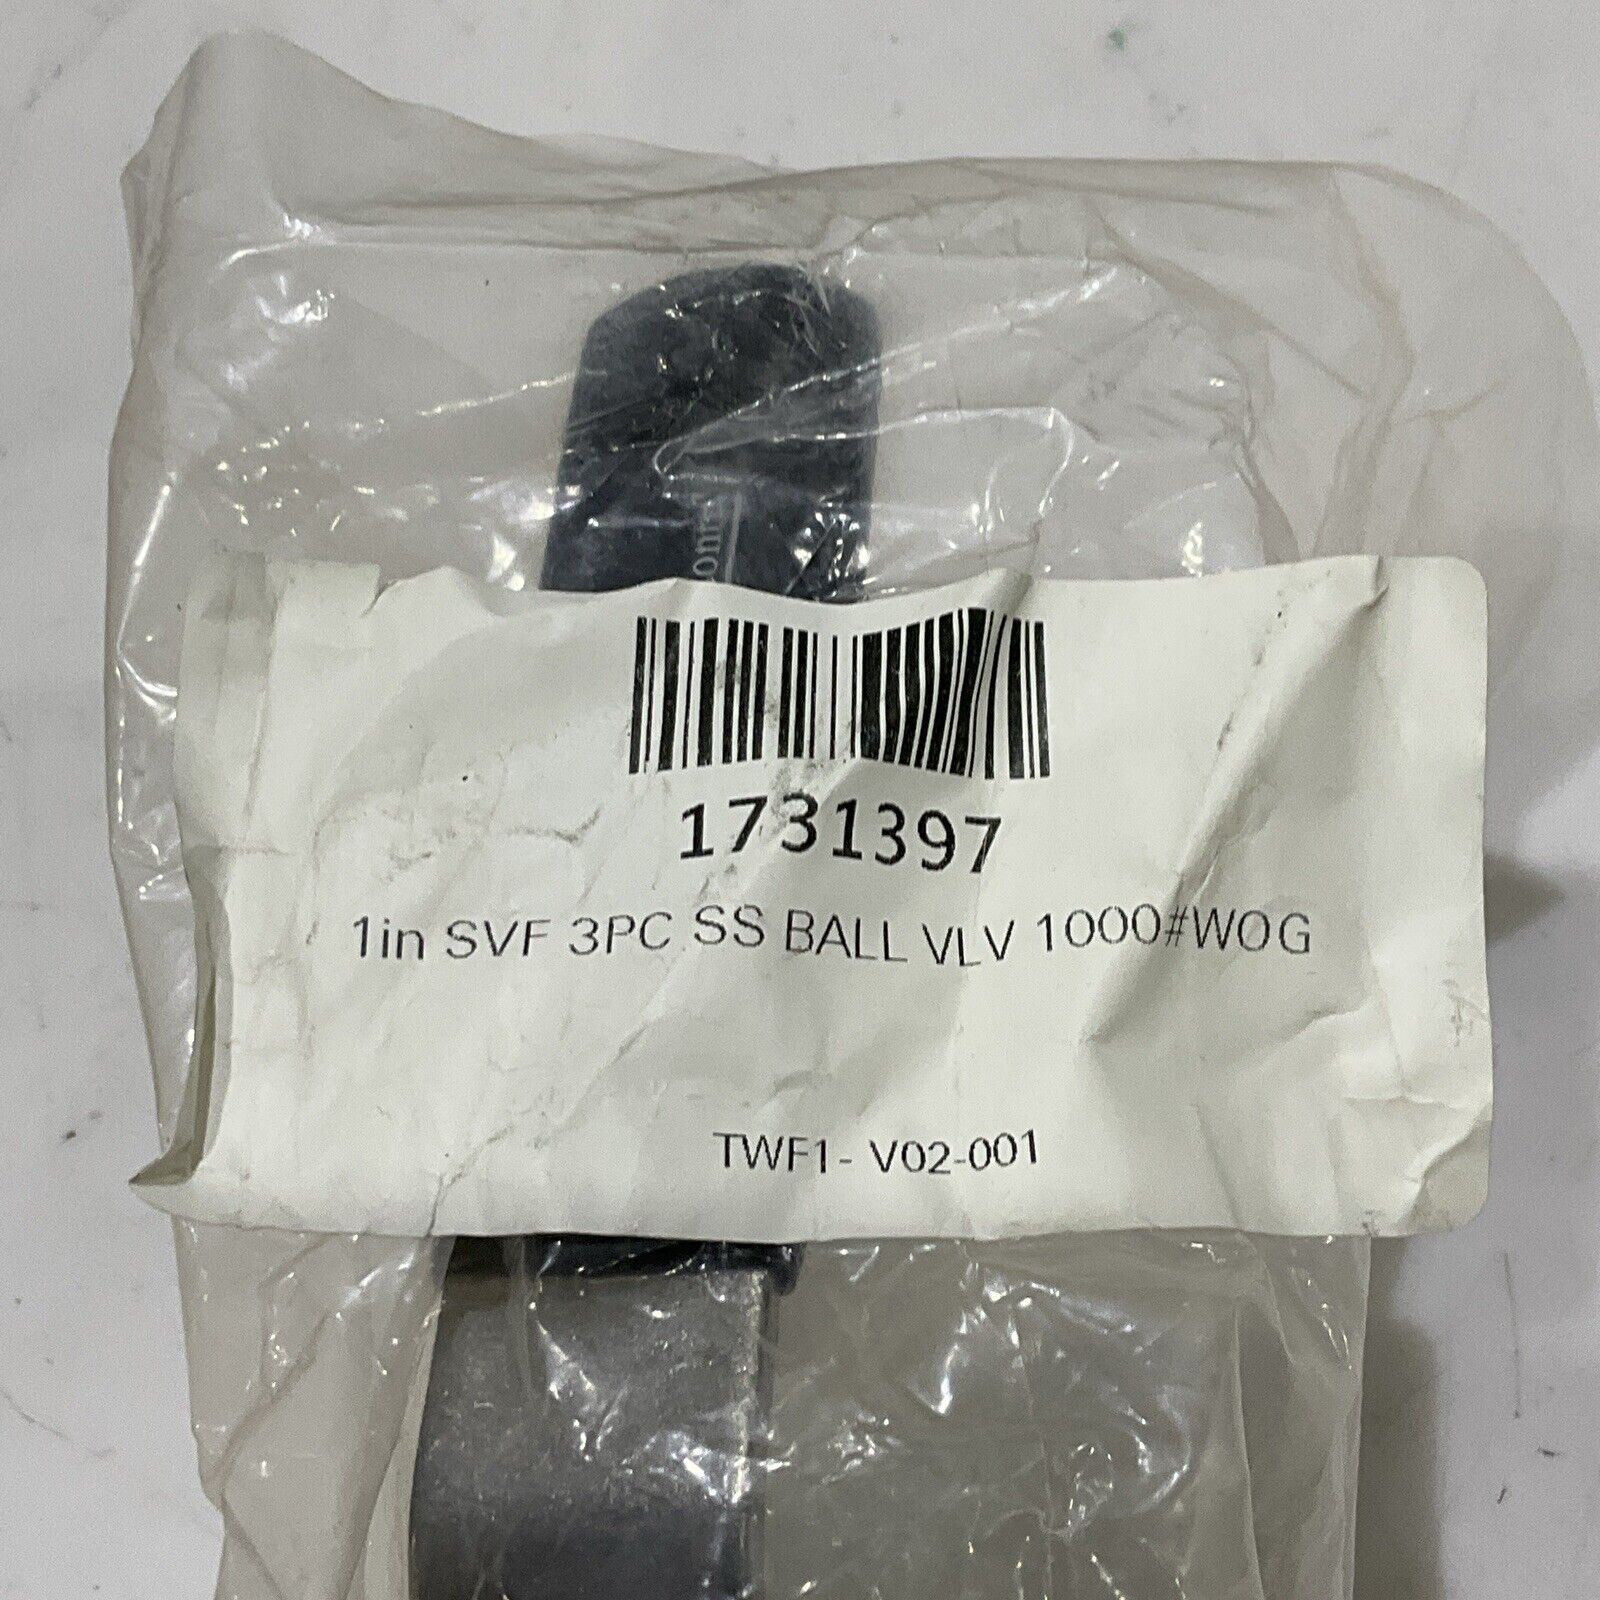 1731397
1in SVF 3PC SS BALL VLV 1000#WOG
TWF1- V02-001